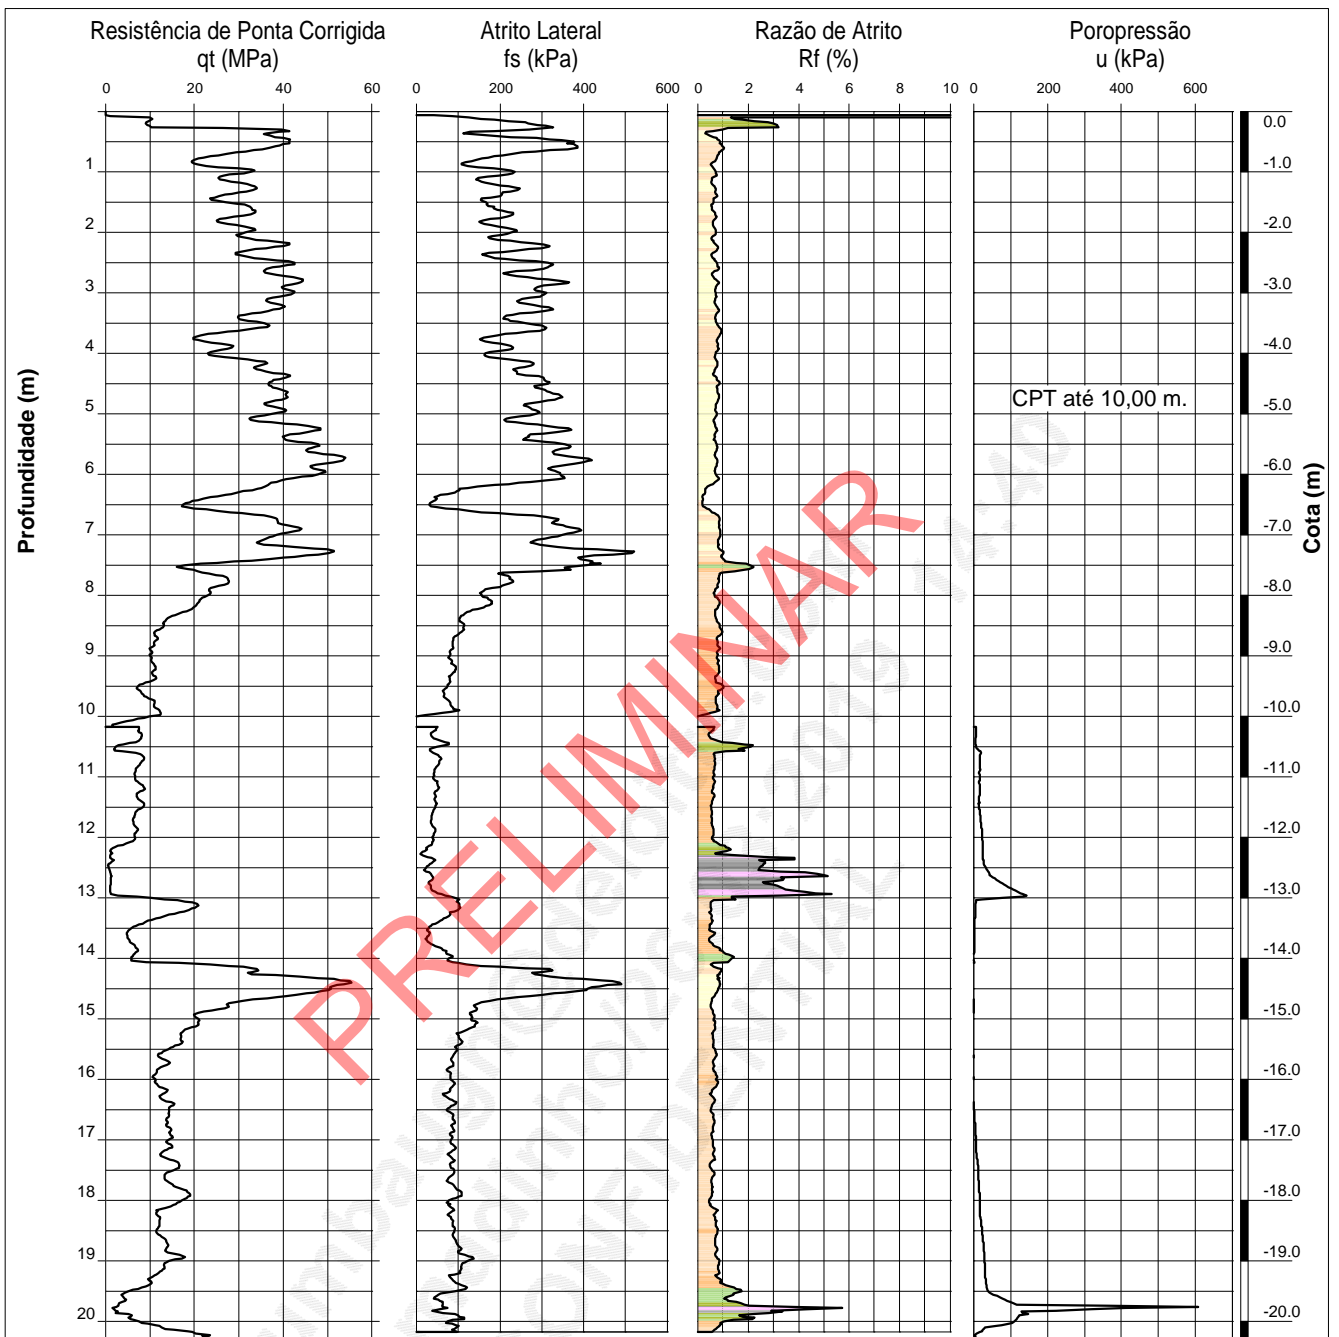 Resistência de Ponta Corrigida
qt (MPa)
Atrito Lateral
fs (kPa)
Razão de Atrito
Rf (%)
Poropressão
u (kPa)
0 20 40 60
0 200 400 600
0 2 4 6 8 10
0 200 400 600
Profundidade (m)
1
2
3
4
5
6
7
8
9
10
11
12
13
14
15
16
17
18
19
20
CPT até 10,00 m.
Cota (m)
0.0
-1.0
-2.0
-3.0
-4.0
-5.0
-6.0
-7.0
-8.0
-9.0
-10.0
-11.0
-12.0
-13.0
-14.0
-15.0
-16.0
-17.0
-18.0
-19.0
-20.0
PRELIMINAR
14:40